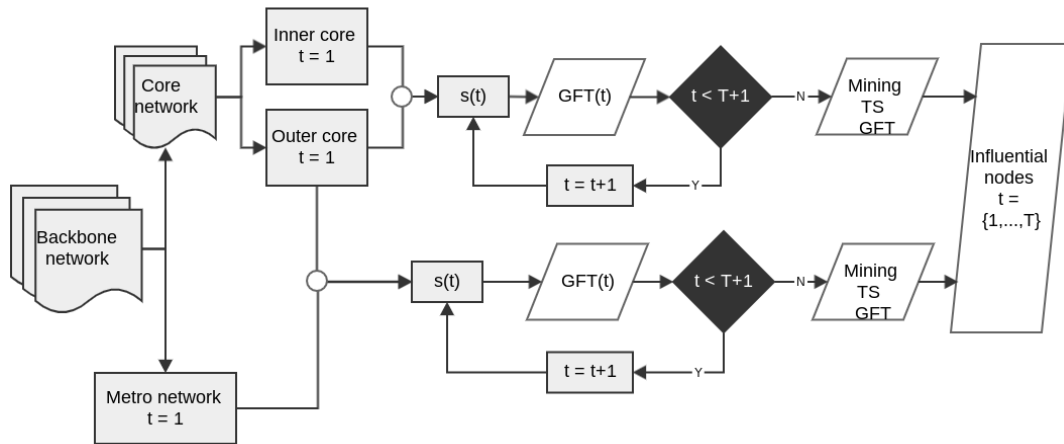 Inner core
t = 1
Core
network
Outer core
t = 1
s(t)
GFT(t)
t < T+1
N
Mining
TS
GFT
t = t+1
Y
Influential
nodes
t =
{1,...,T}
Backbone
network
s(t)
GFT(t)
t < T+1
N
Mining
TS
GFT
t = t+1
Y
Metro network
t = 1